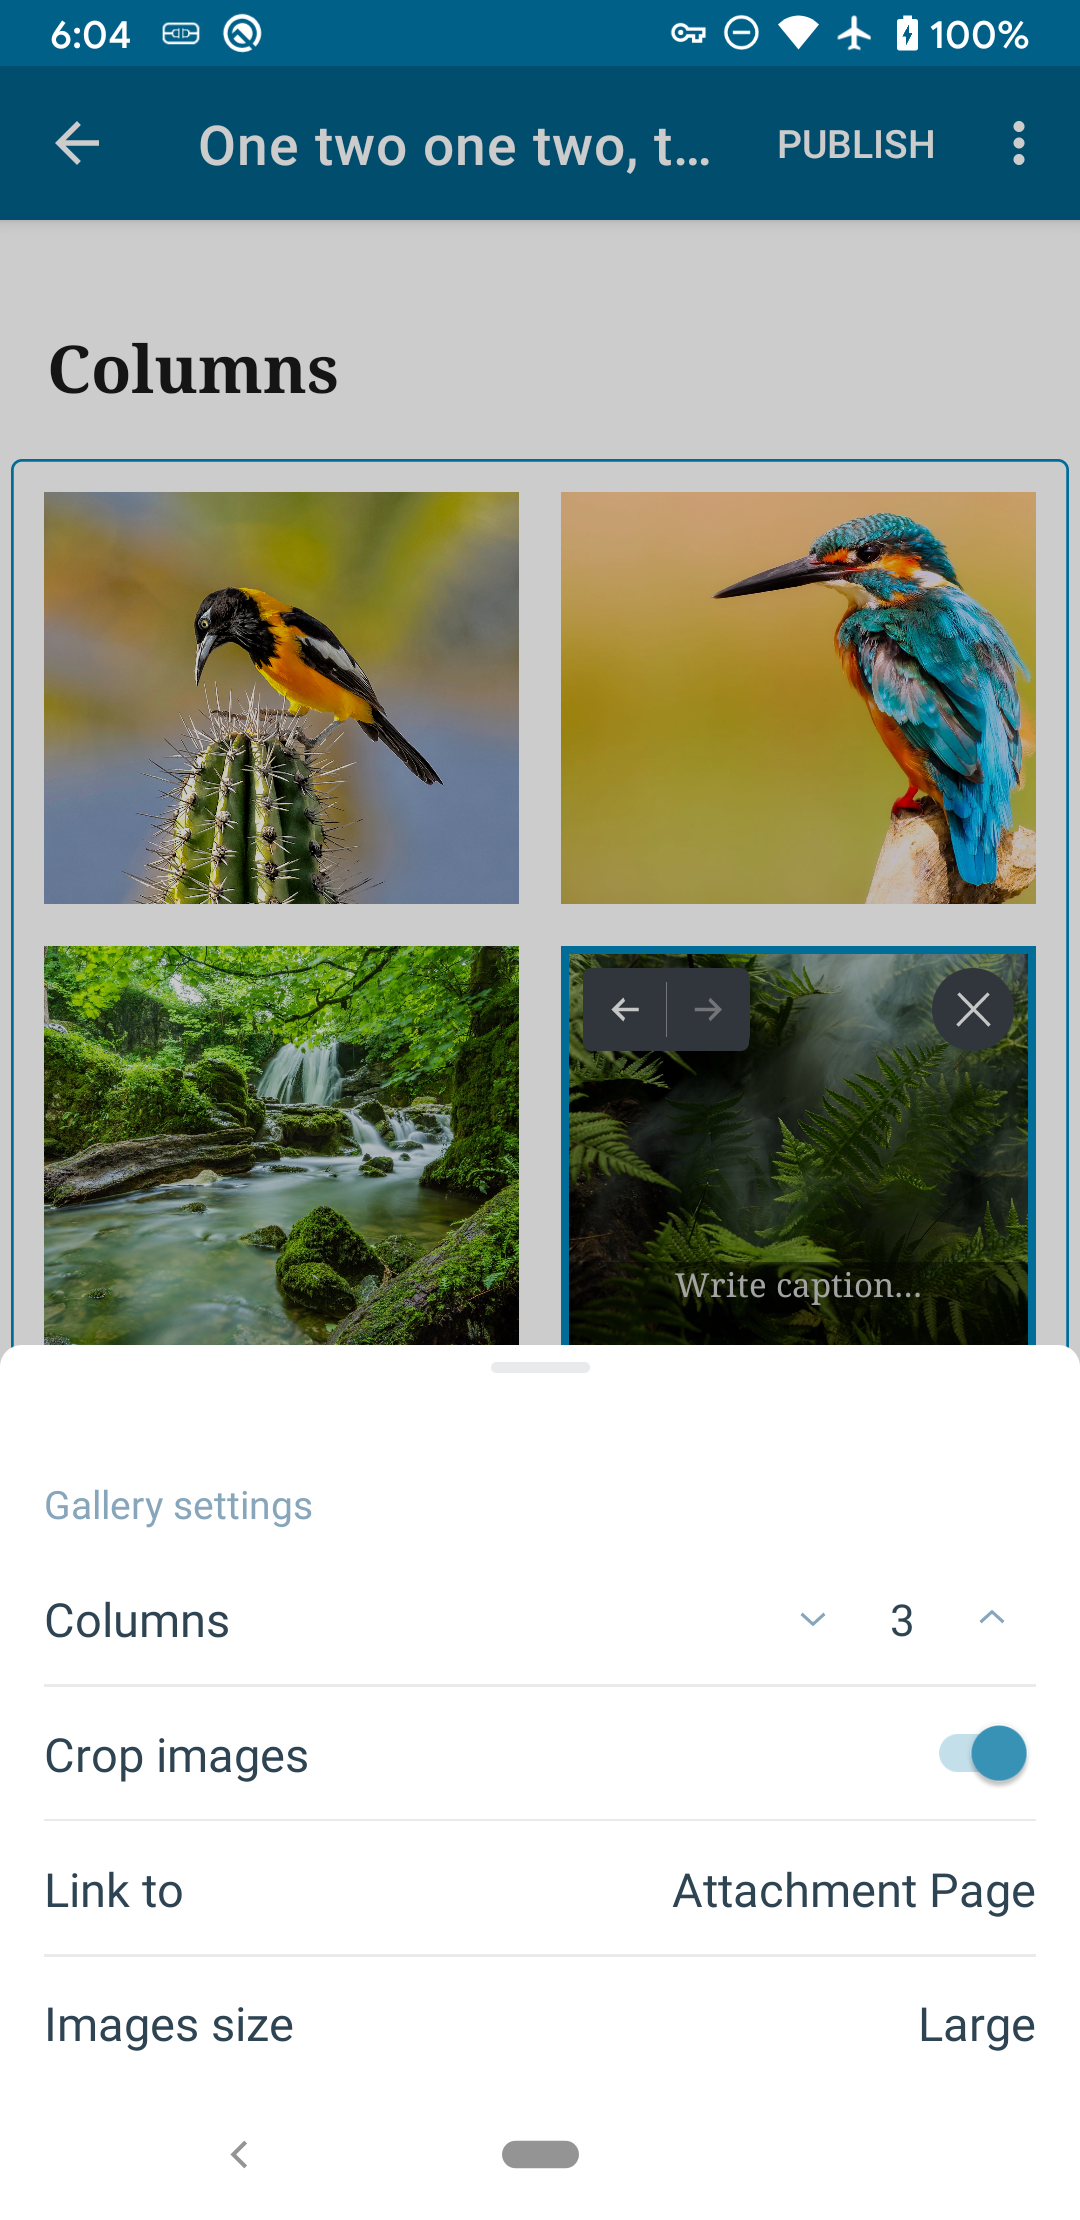 6:04 100%
One two one two, t... PUBLISH
Columns
Write caption...
Gallery settings
Columns 3
Crop images
Link to Attachment Page
Images size Large